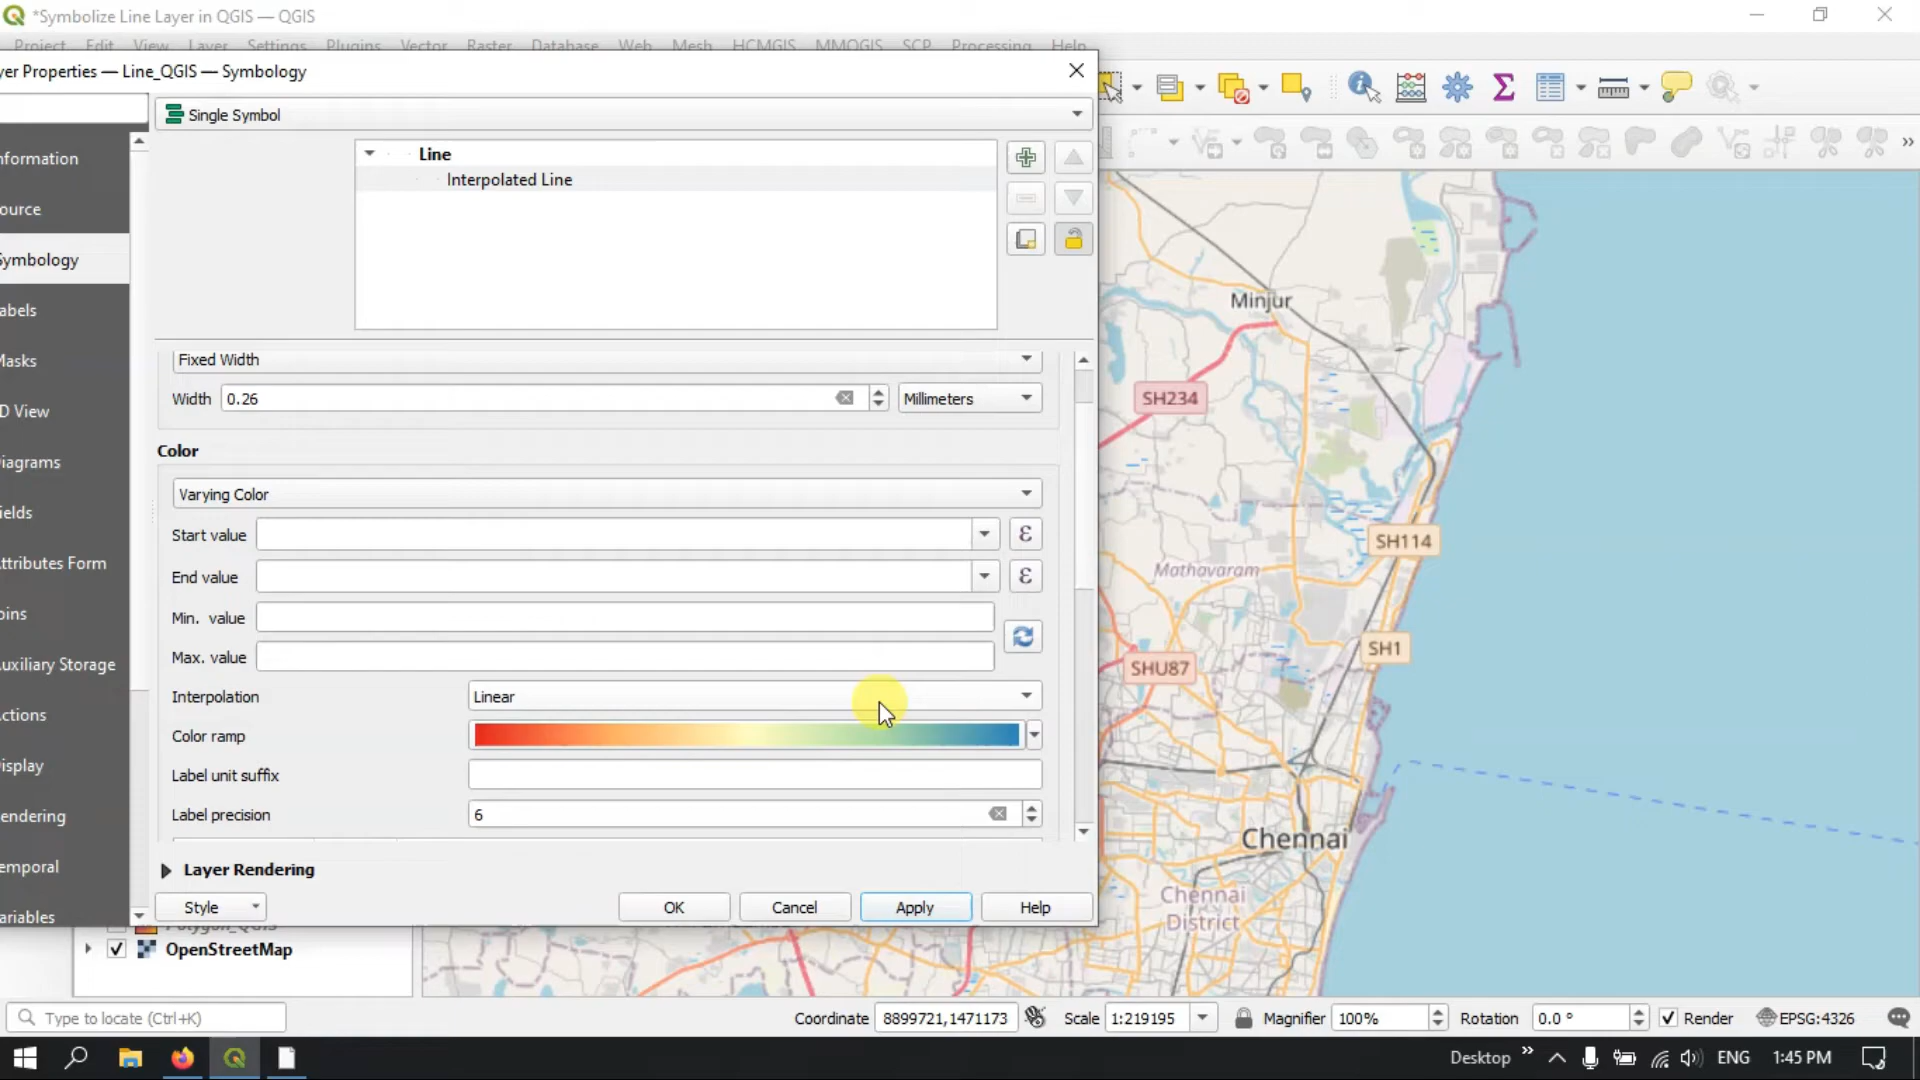 *Symbolize Line Layer in QGIS — QGIS
Project Edit View Layer Settings Plugins Vector Raster Database Web Mesh HCMGIS MMQGIS SCP Processing Help
yer Properties — Line_QGIS — Symbology
Single Symbol
nformation
ource
Symbology
abels
Masks
D View
iagrams
ields
ttributes Form
oins
uxiliary Storage
ctions
isplay
endering
emporal
ariables
Line
Interpolated Line
Fixed Width
Width 0.26 Millimeters
Color
Varying Color
Start value ε
End value ε
Min. value
Max. value
Interpolation Linear
Color ramp
Label unit suffix
Label precision 6
Layer Rendering
Style OK Cancel Apply Help
Polygon_QGIS
OpenStreetMap
Minjur
SH234
SH114
Mathavaram
SH1
SHU87
Chennai
Chennai
District
Type to locate (Ctrl+K) Coordinate 8899721,1471173 Scale 1:219195 Magnifier 100% Rotation 0.0 ° Render EPSG:4326
Desktop » ENG 1:45 PM